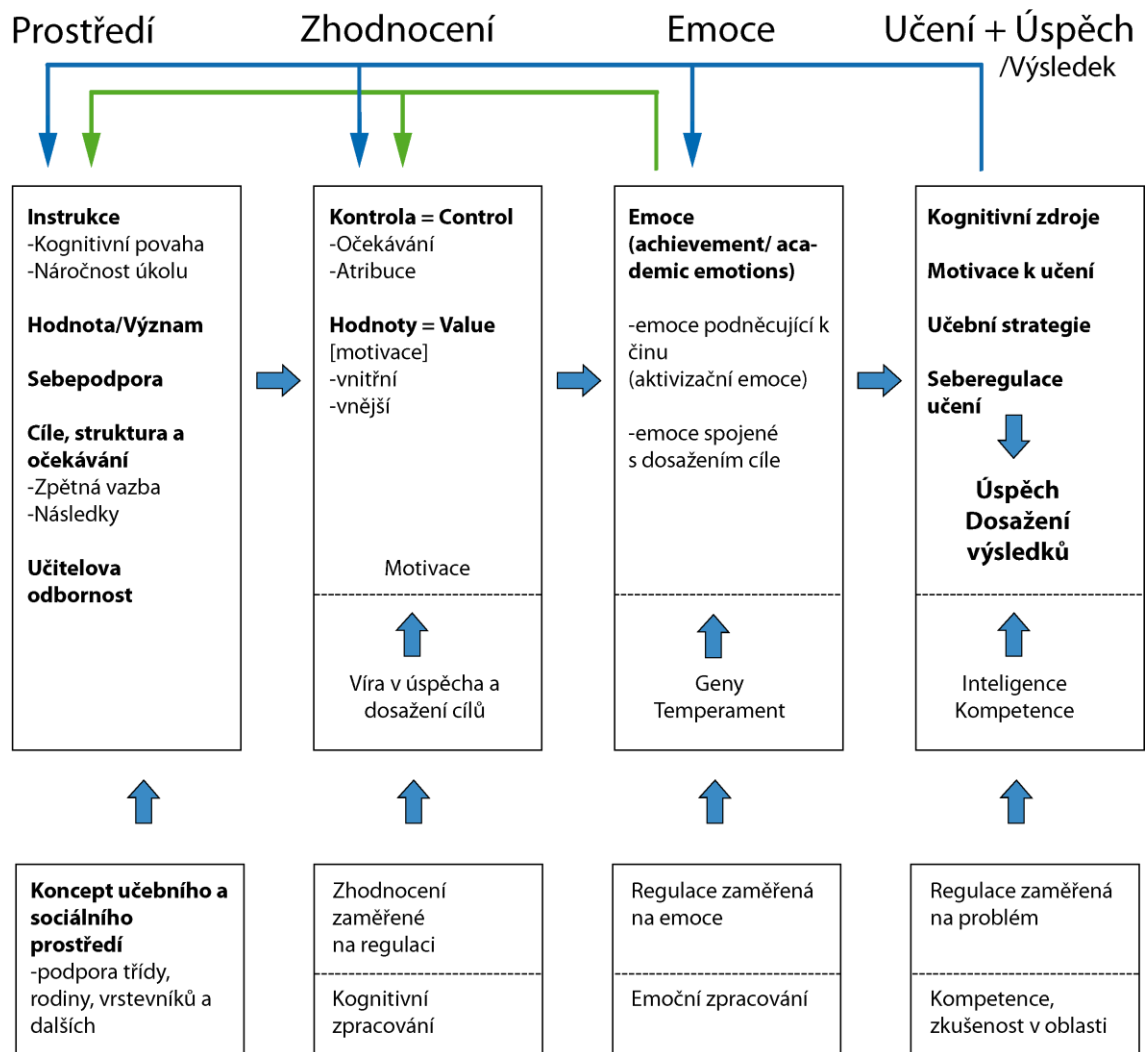 Prostředí
Zhodnocení
Emoce
Učení + Úspěch
/Výsledek
Instrukce
-Kognitivní povaha
-Náročnost úkolu
Hodnota/Význam
Sebepodpora
Cíle, struktura a
očekávání
-Zpětná vazba
-Následky
Učitelova
odbornost
Kontrola = Control
-Očekávání
-Atribuce
Hodnoty = Value
[motivace]
-vnitřní
-vnější
Motivace
Víra v úspěcha a
dosažení cílů
Emoce
(achievement/ aca-
demic emotions)
-emoce podněcující k
činu
(aktivizační emoce)
-emoce spojené
s dosažením cíle
Geny
Temperament
Kognitivní zdroje
Motivace k učení
Učební strategie
Seberegulace
učení
Úspěch
Dosažení
výsledků
Inteligence
Kompetence
Koncept učebního a
sociálního
prostředí
-podpora třídy,
rodiny, vrstevníků a
dalších
Zhodnocení
zaměřené
na regulaci
Kognitivní
zpracování
Regulace zaměřená
na emoce
Emoční zpracování
Regulace zaměřená
na problém
Kompetence,
zkušenost v oblasti